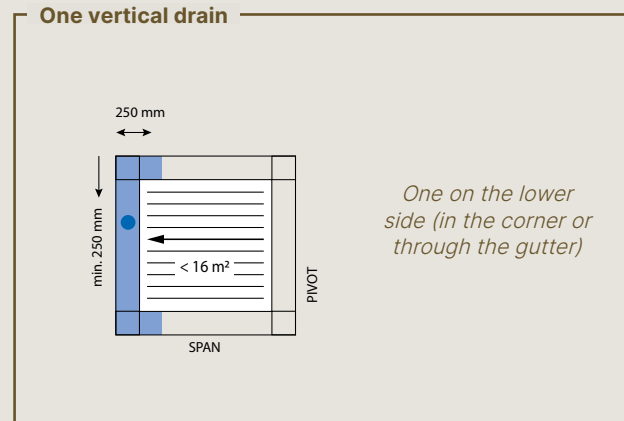 One vertical drain
250 mm
min. 250 mm
< 16 m²
PIVOT
SPAN
One on the lower
side (in the corner or
through the gutter)